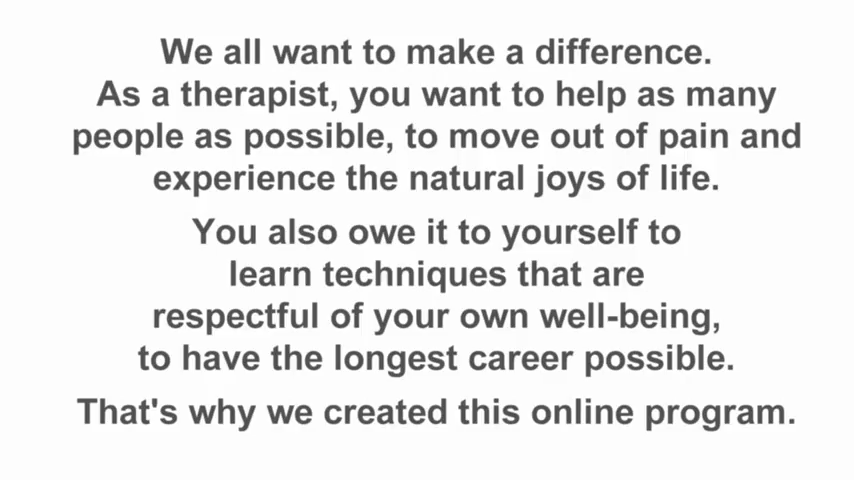 We all want to make a difference.
As a therapist, you want to help as many
people as possible, to move out of pain and
experience the natural joys of life.
You also owe it to yourself to
learn techniques that are
respectful of your own well-being,
to have the longest career possible.
That's why we created this online program.